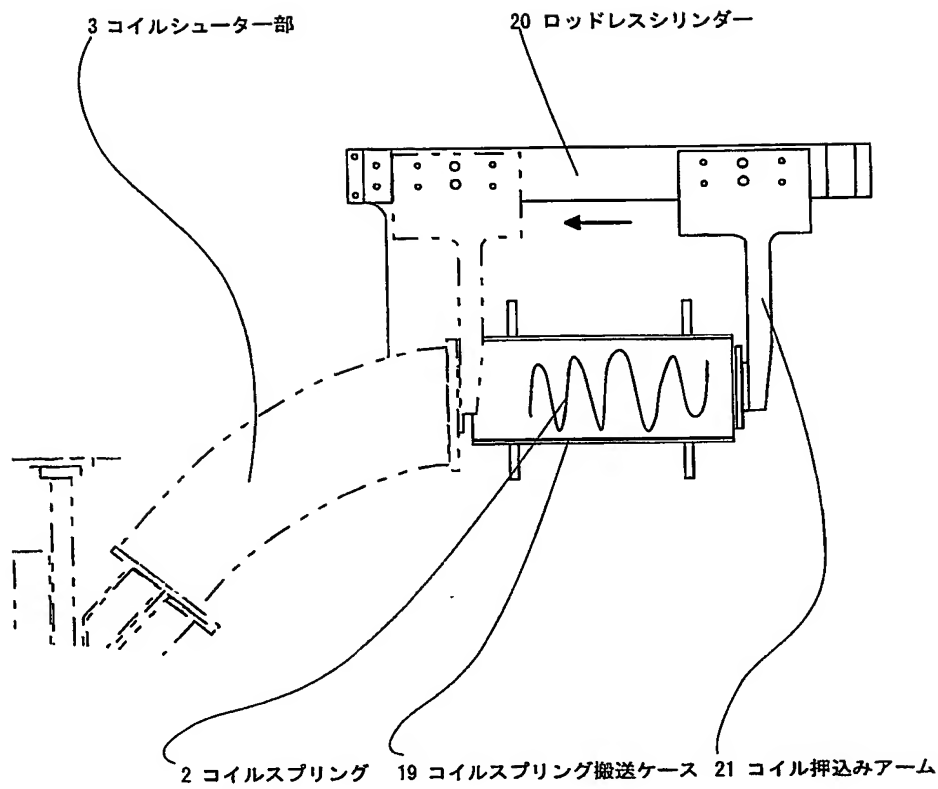 3 コイルシューター部
20 ロッドレスシリンダー
2 コイルスプリング
19 コイルスプリング搬送ケース
21 コイル押込みアーム